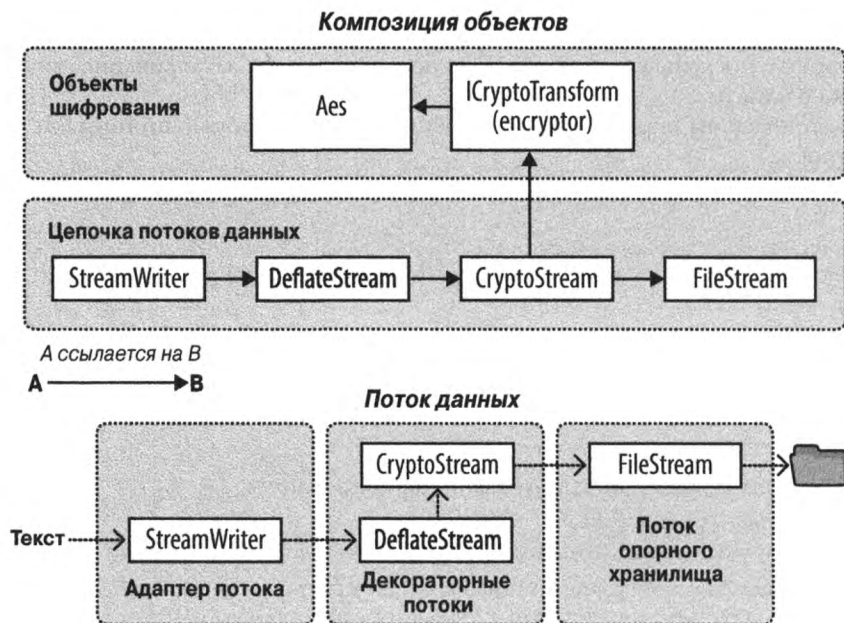 Композиция объектов
Объекты
шифрования
Aes
ICryptoTransform
(encryptor)
Цепочка потоков данных
StreamWriter
DeflateStream
CryptoStream
FileStream
А ссылается на В
А
В
Поток данных
CryptoStream
FileStream
Текст
StreamWriter
DeflateStream
Поток
опорного
хранилища
Адаптер потока
Декораторные
потоки